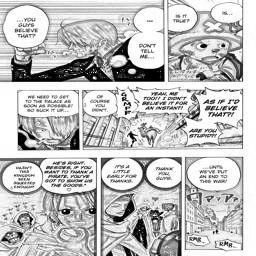 IS...
IS IT
TRUE?
DON'T
TELL
ME...
...YOU
GUYS
BELIEVE
THAT?
AS IF I'D
BELIEVE
THAT?!
ARE YOU
STUPID?!
YEAH, ME
TOO! I DIDN'T
BELIEVE IT FOR
AN INSTANT!
OF
COURSE
YOU
DIDN'T.
WE NEED TO GET
TO THE PALACE
AS SOON AS
POSSIBLE! SO
SUCK IT UP...
...UNTIL
WE'VE PUT
AN END TO
THIS WAR!
THANK
YOU,
GUYS.
IT'S A
LITTLE
EARLY FOR
THANKS.
HE'S RIGHT.
BESIDES, IF YOU
WANT TO THANK A
PIRATE, YOU'VE
GOT TO SHOW US
THE GOODS.
KINGDOM
BEEN
ENOUGH